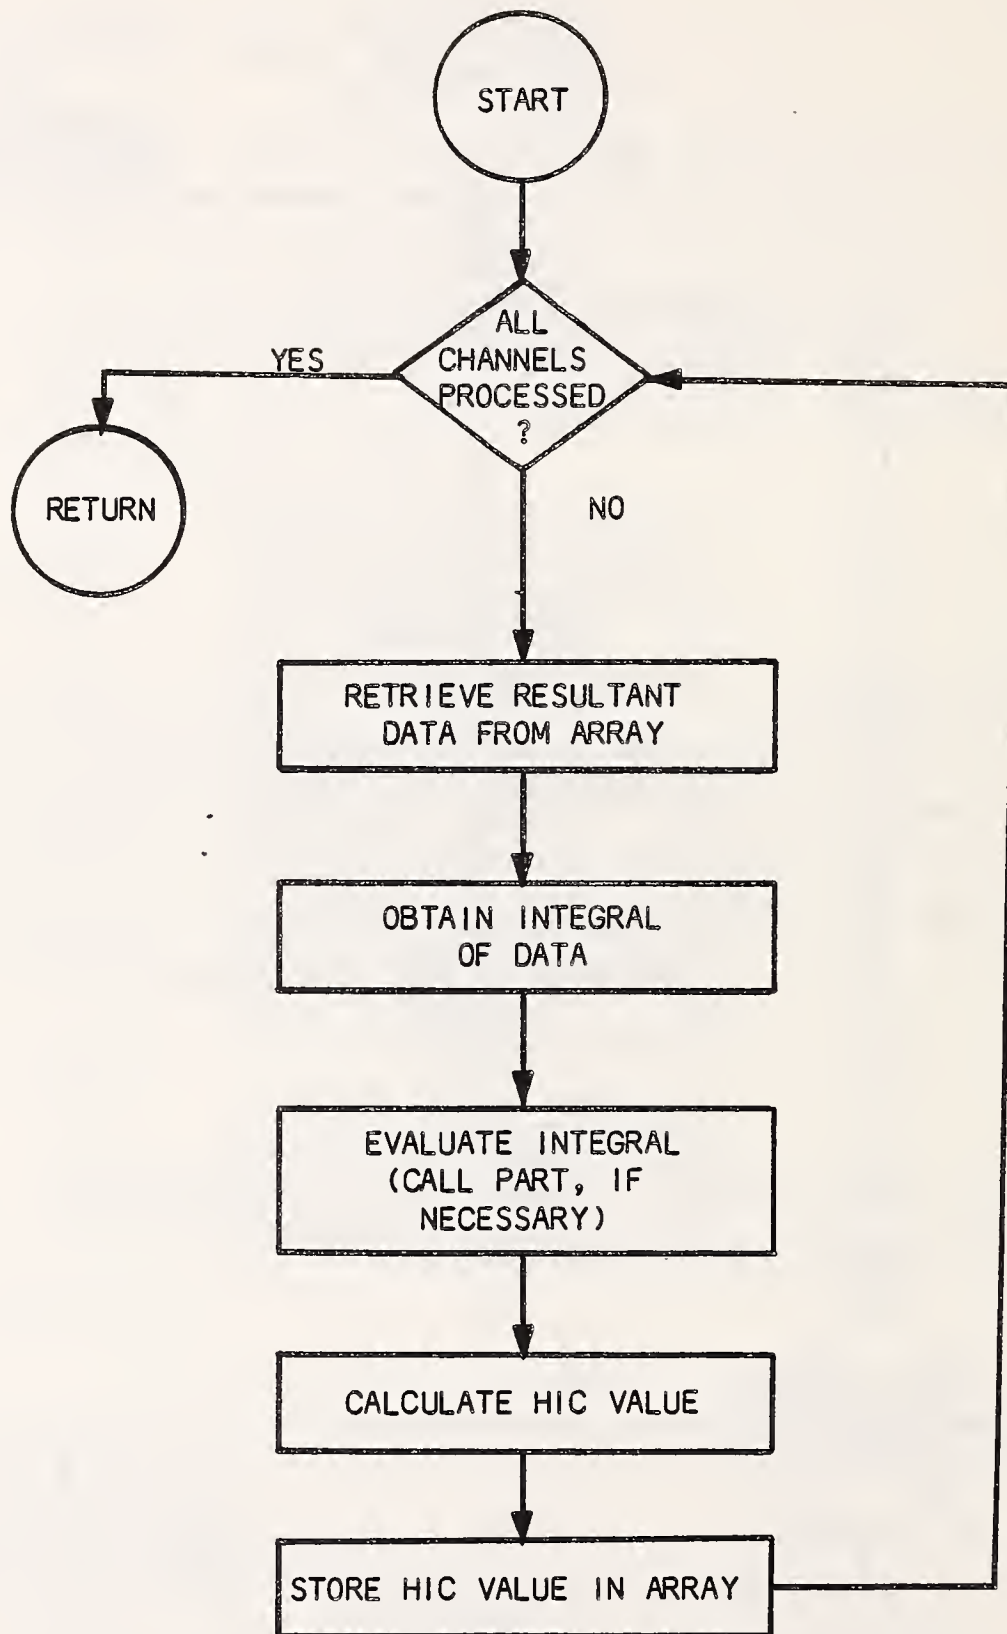 START
ALL
CHANNELS
PROCESSED
?
YES
NO
RETURN
RETRIEVE RESULTANT
DATA FROM ARRAY
OBTAIN INTEGRAL
OF DATA
EVALUATE INTEGRAL
(CALL PART, IF
NECESSARY)
CALCULATE HIC VALUE
STORE HIC VALUE IN ARRAY